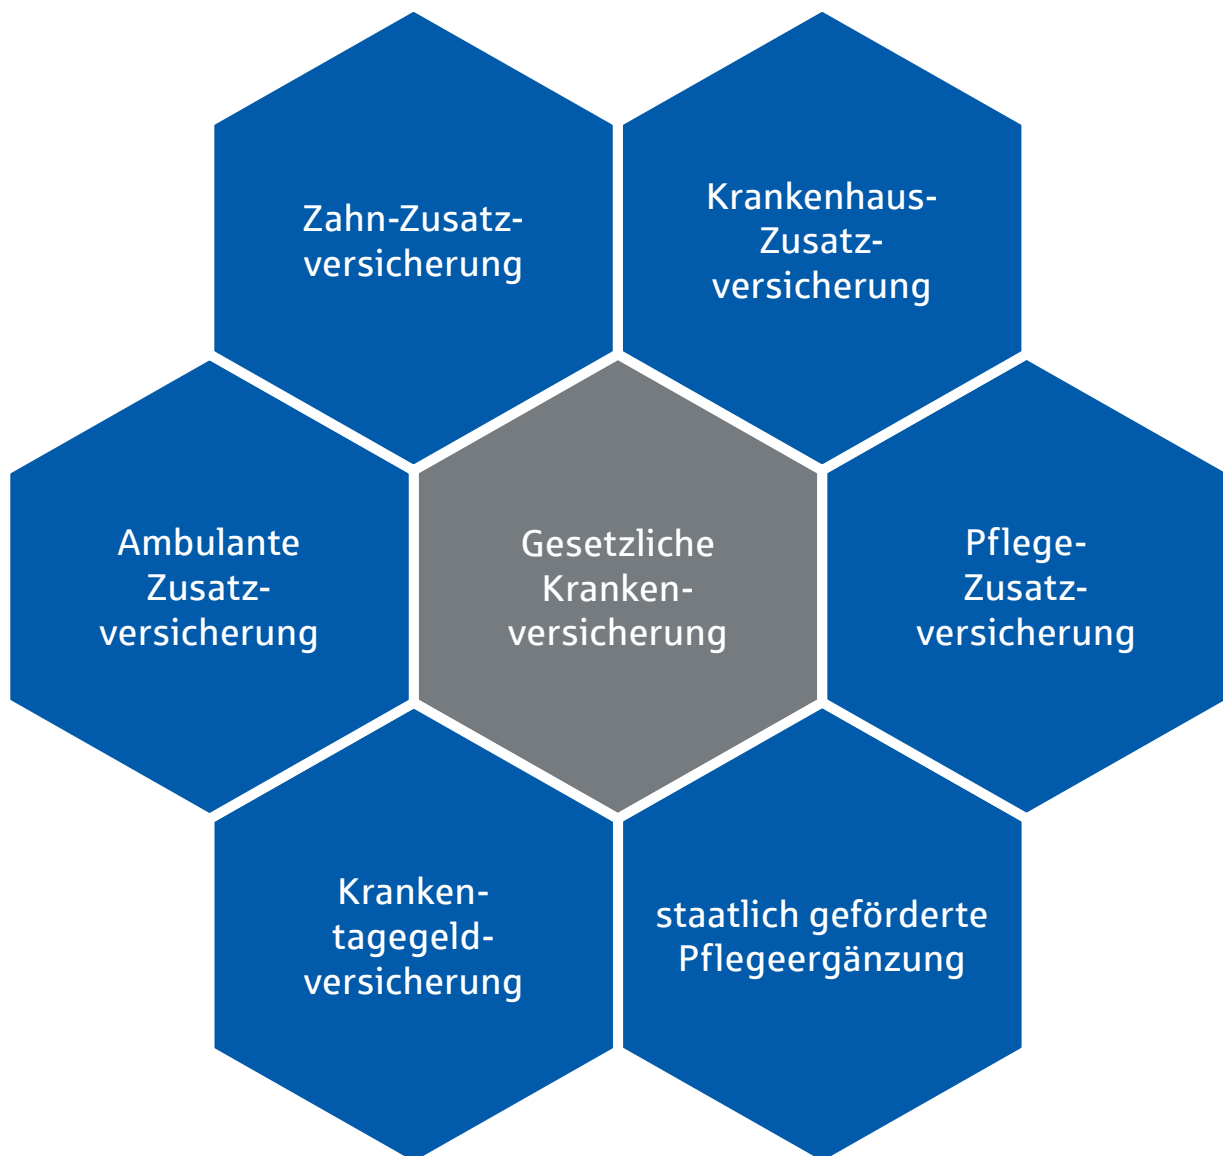 Zahn-Zusatz-
versicherung
Krankenhaus-
Zusatz-
versicherung
Ambulante
Zusatz-
versicherung
Gesetzliche
Kranken-
versicherung
Pflege-
Zusatz-
versicherung
Kranken-
tagegeld-
versicherung
staatlich geförderte
Pflegeergänzung